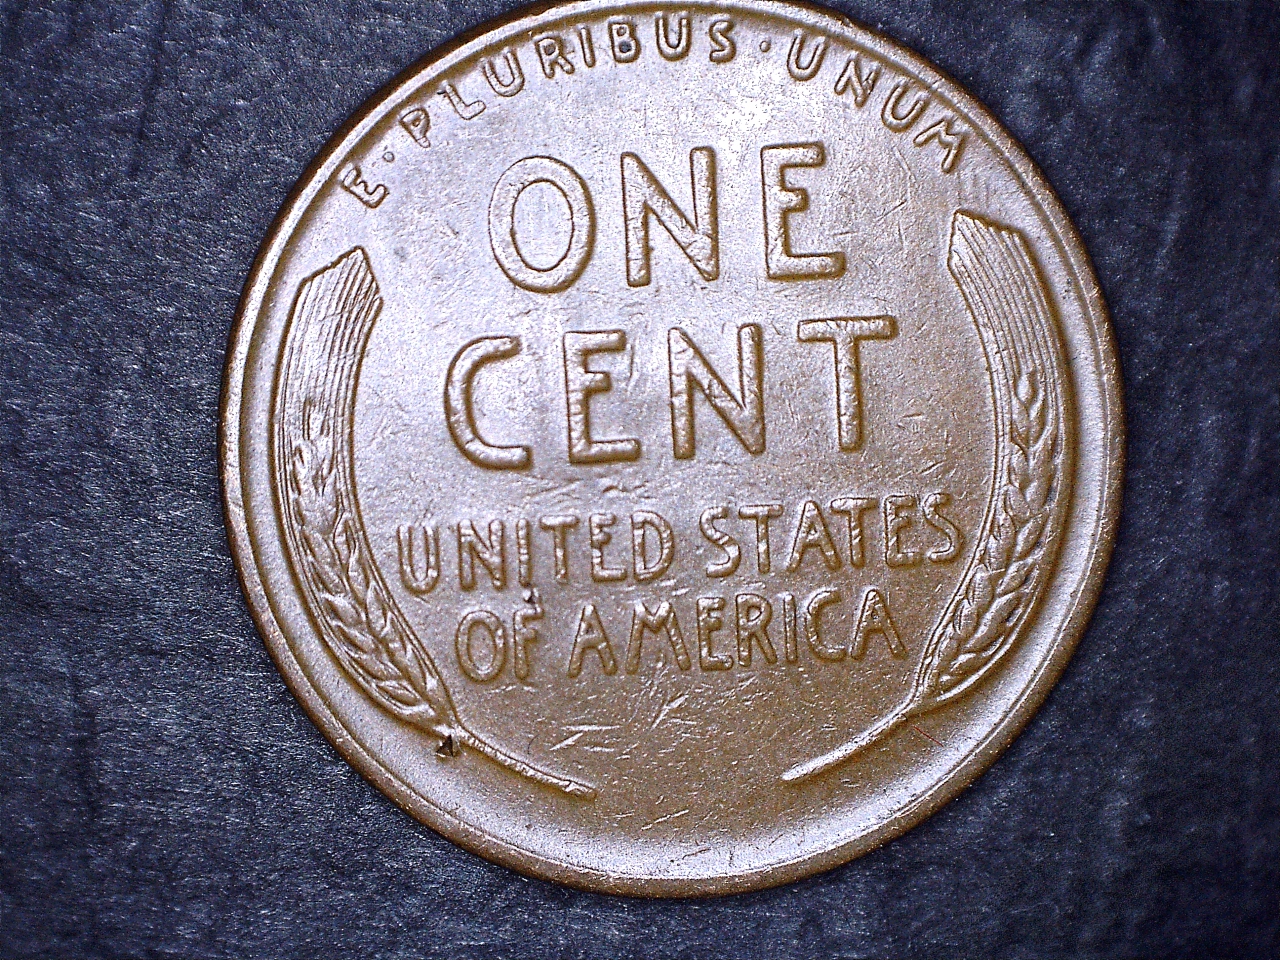 E·PLURIBUS·UNUM
ONE
CENT
UNITED STATES
OF AMERICA